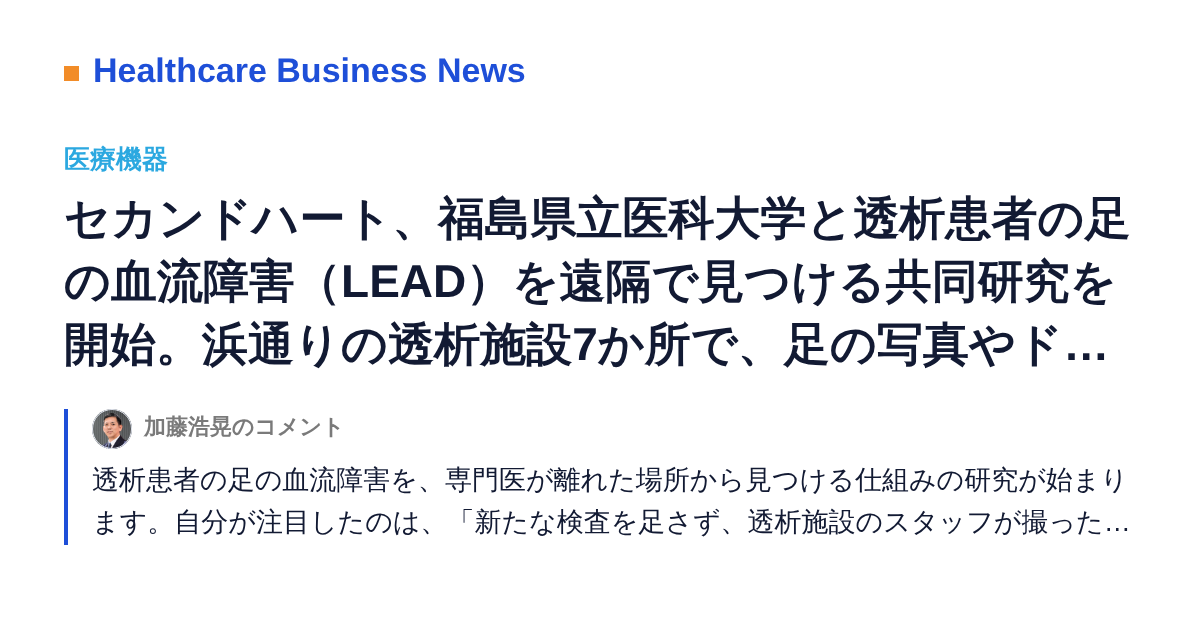 Healthcare Business News
医療機器
セカンドハート、福島県立医科大学と透析患者の足
の血流障害（LEAD）を遠隔で見つける共同研究を
開始。浜通りの透析施設7か所で、足の写真やド…
加藤浩晃のコメント
透析患者の足の血流障害を、専門医が離れた場所から見つける仕組みの研究が始まり
ます。自分が注目したのは、「新たな検査を足さず、透析施設のスタッフが撮った…